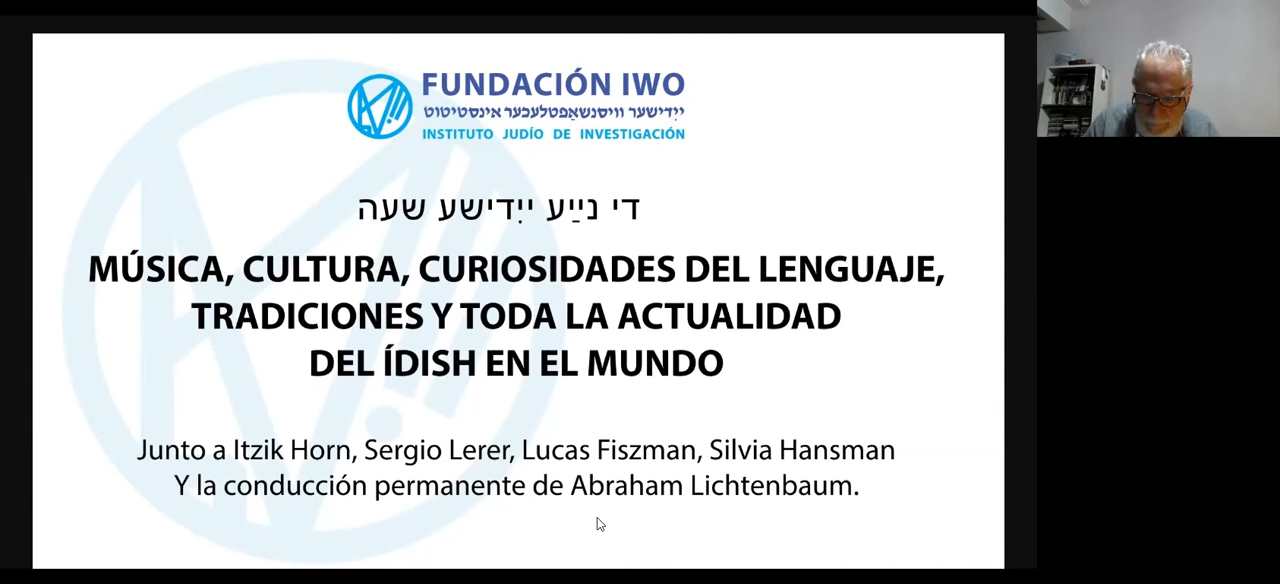 FUNDACIÓN IWO
ייִדישער װיסנשאַפֿטלעכער אינסטיטוט
INSTITUTO JUDÍO DE INVESTIGACIÓN
די נײַע ייִדישע שעה
MÚSICA, CULTURA, CURIOSIDADES DEL LENGUAJE,
TRADICIONES Y TODA LA ACTUALIDAD
DEL ÍDISH EN EL MUNDO
Junto a Itzik Horn, Sergio Lerer, Lucas Fiszman, Silvia Hansman
Y la conducción permanente de Abraham Lichtenbaum.